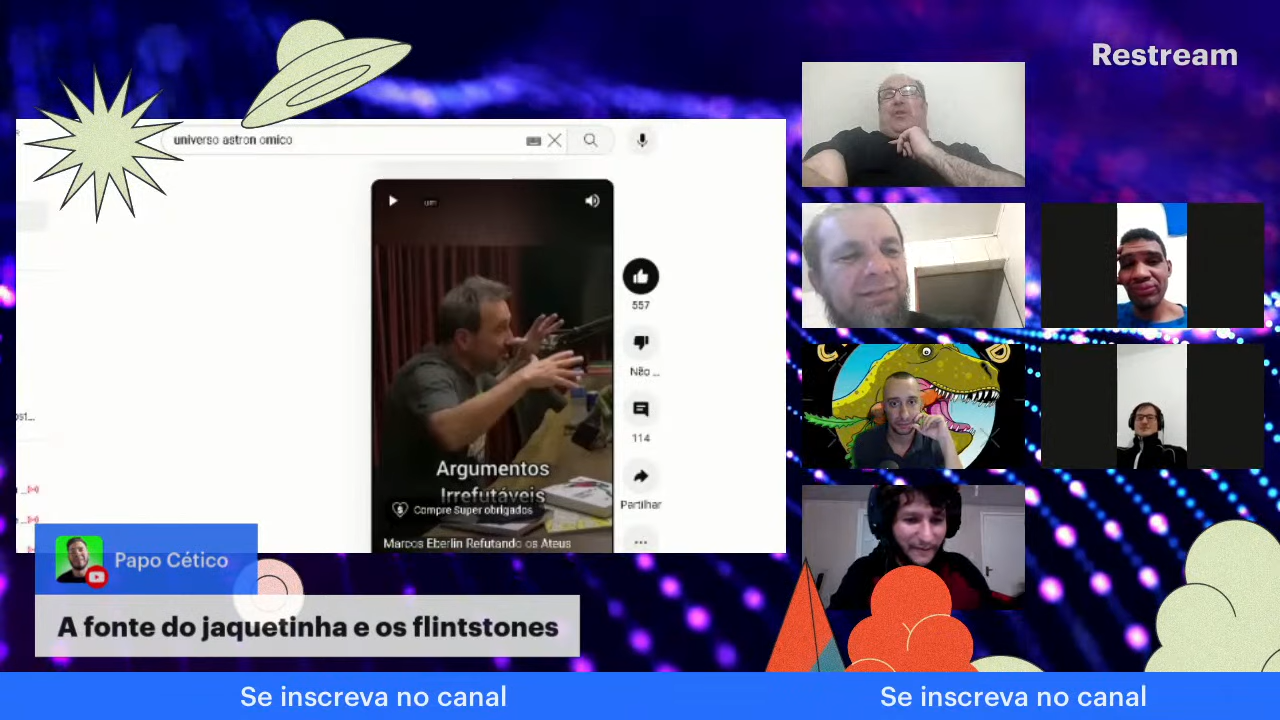 Restream
universo astron omico
um
557
Não ...
114
Partilhar
Argumentos
Irrefutáveis
Compre Super obrigados
Marcos Eberlin Refutando os Ateus
Papo Cético
A fonte do jaquetinha e os flintstones
Se inscreva no canal
Se inscreva no canal